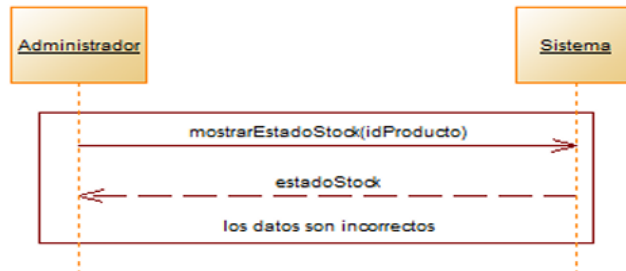 Administrador
Sistema
mostrarEstadoStock(idProducto)
estadoStock
los datos son incorrectos